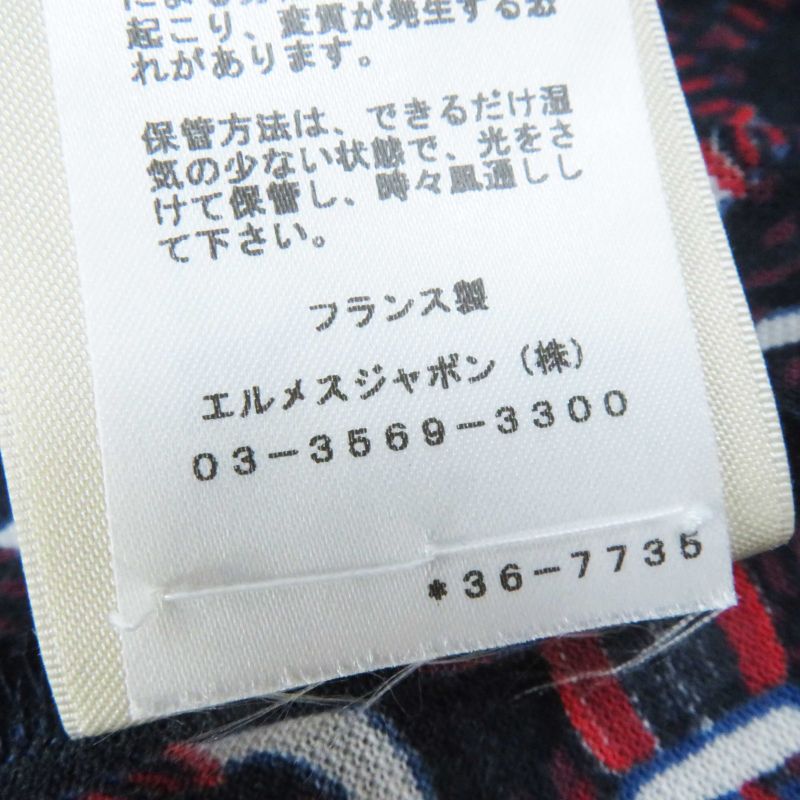 起こり、変質が発生する恐
れがあります。
保管方法は、できるだけ湿
気の少ない状態で、光をさ
けて保管し、時々風通しし
て下さい。
フランス製
エルメスジャポン（株）
03-3569-3300
*36-7735